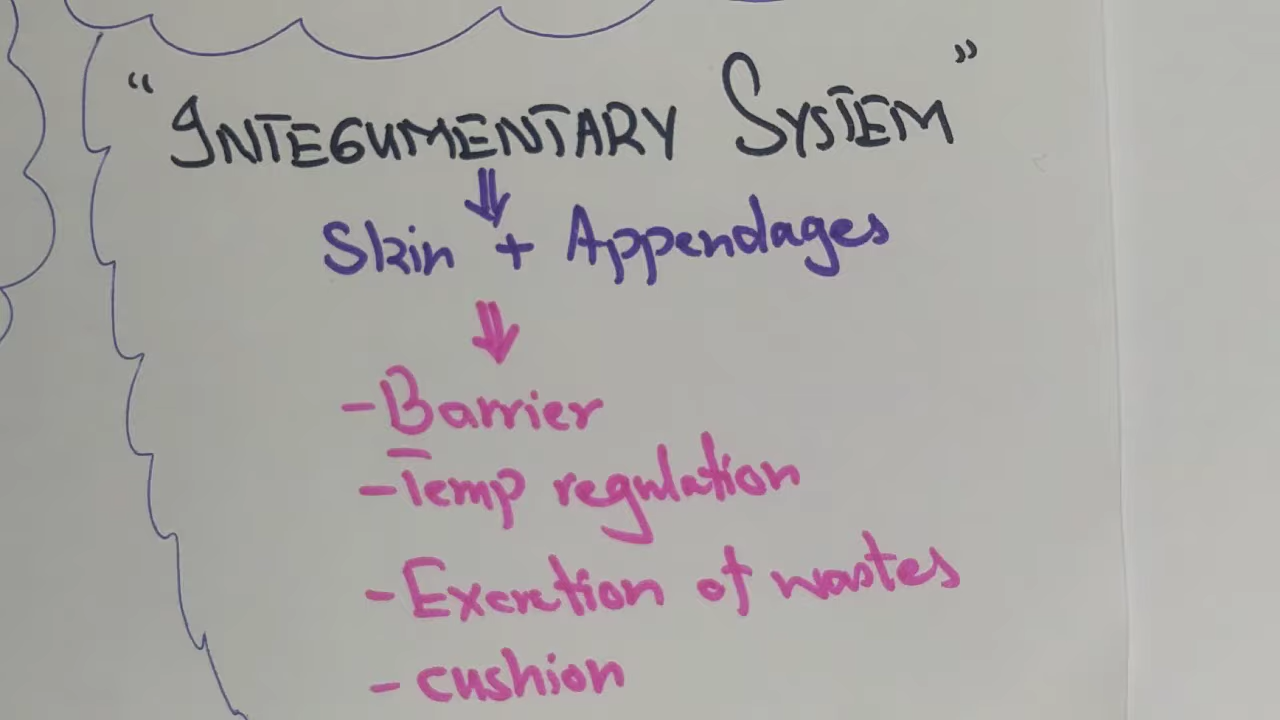 “INTEGUMENTARY SYSTEM”
⇓
Skin + Appendages
⇓
- Barrier
- Temp regulation
- Excretion of wastes
- cushion